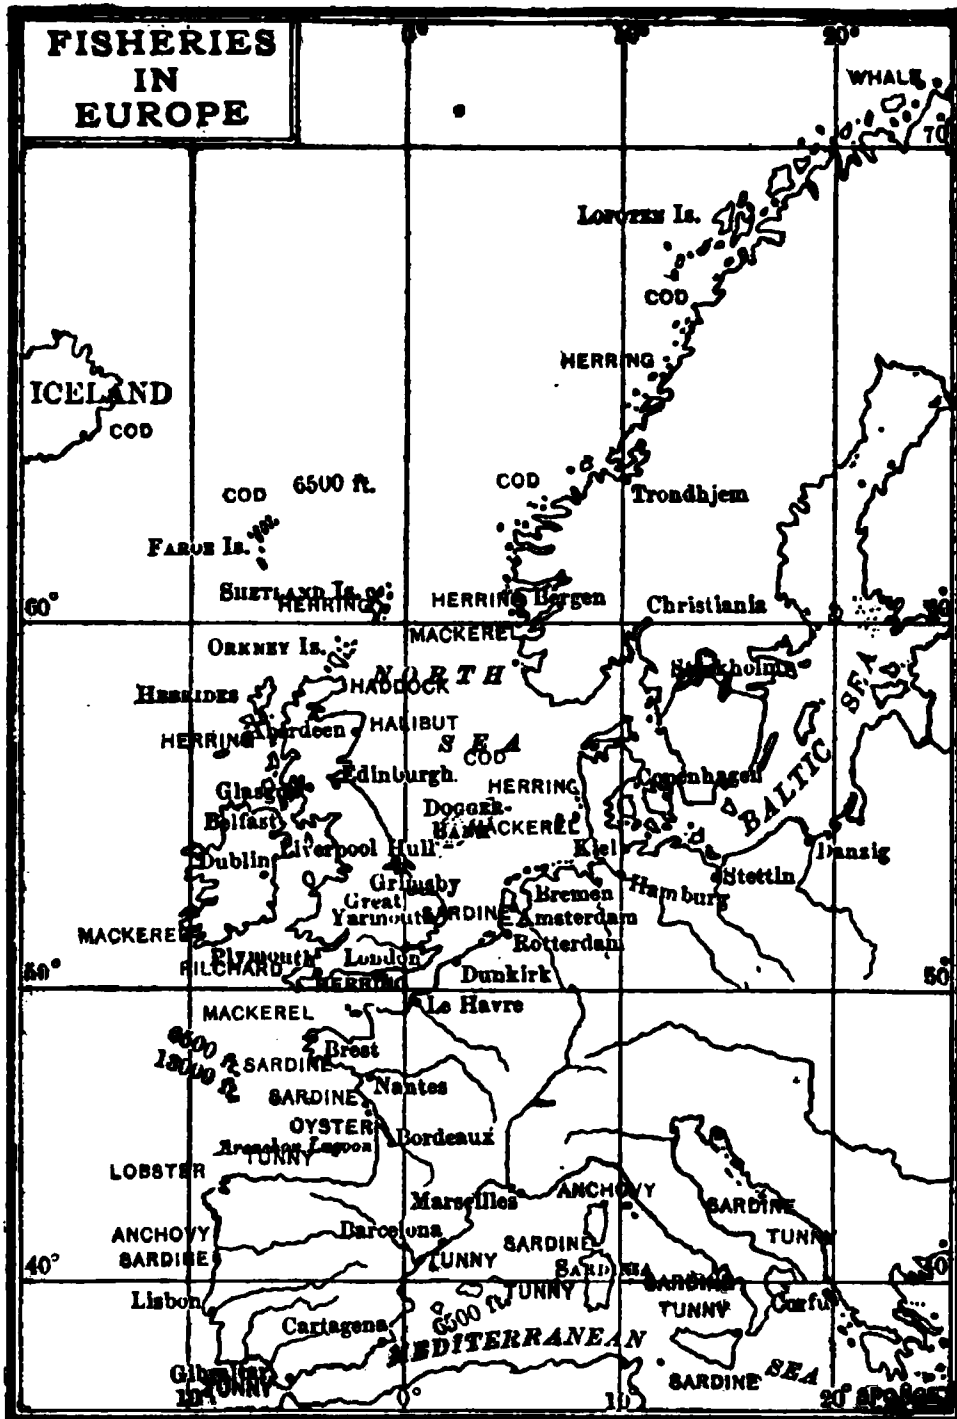 FISHERIES
IN
EUROPE
0°
10°
20°
WHALE
70
LOFOTEN IS.
COD
HERRING
ICELAND
COD
COD
6500 ft.
COD
Trondhjem
FAROE IS.
SHETLAND IS.
HERRING
60°
HERRING
Bergen
Christiania
60
MACKEREL
ORKNEY IS.
NORTH
Stockholm
HEBRIDES
HADDOCK
SEA
Aberdeen
HALIBUT
HERRING
SEA
COD
Edinburgh
HERRING
Copenhagen
BALTIC
Glasgow
DOGGER-
BANK
MACKEREL
Belfast
Liverpool
Hull
Kiel
Danzig
Dublin
Grimsby
Stettin
Great
Yarmouth
SARDINE
Bremen
Hamburg
Amsterdam
MACKEREL
Rotterdam
Plymouth
London
PILCHARD
Dunkirk
50°
HERRING
50°
MACKEREL
Le Havre
6500 ft.
13000 ft.
SARDINE
Brest
SARDINE
Nantes
OYSTER
Arcachon Lagoon
Bordeaux
TUNNY
LOBSTER
Marseilles
ANCHOVY
SARDINE
ANCHOVY
Barcelona
TUNNY
SARDINE
SARDINE
TUNNY
40°
SARDINIA
SARDINE
40°
Lisbon
TUNNY
TUNNY
Corfu
6500 ft.
Cartagena
MEDITERRANEAN
Gibraltar
TUNNY
SARDINE
SEA
10°
0°
10°
20°